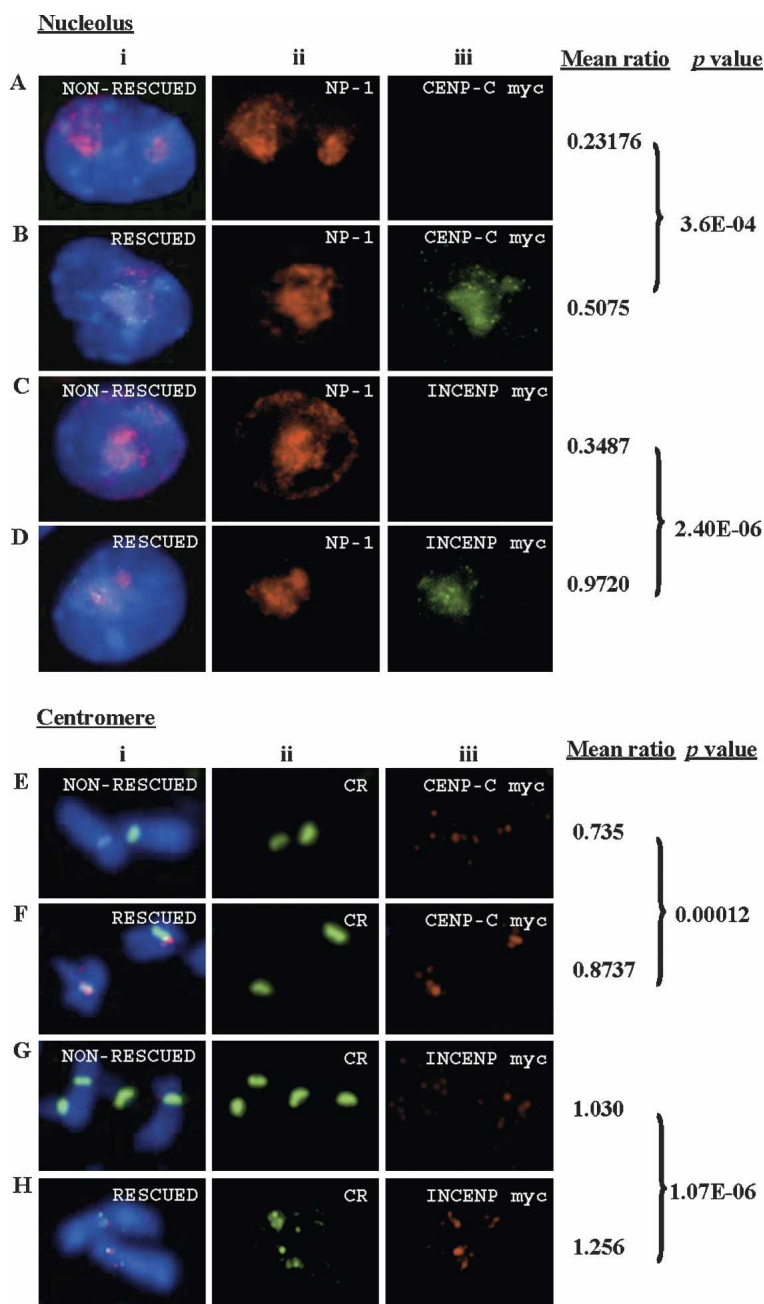 Nucleolus
i ii iii Mean ratio p value
A NON-RESCUED NP-1 CENP-C myc
0.23176
3.6E-04
B RESCUED NP-1 CENP-C myc
0.5075
C NON-RESCUED NP-1 INCENP myc
0.3487
2.40E-06
D RESCUED NP-1 INCENP myc
0.9720
Centromere
i ii iii Mean ratio p value
E NON-RESCUED CR CENP-C myc
0.735
0.00012
F RESCUED CR CENP-C myc
0.8737
G NON-RESCUED CR INCENP myc
1.030
1.07E-06
H RESCUED CR INCENP myc
1.256